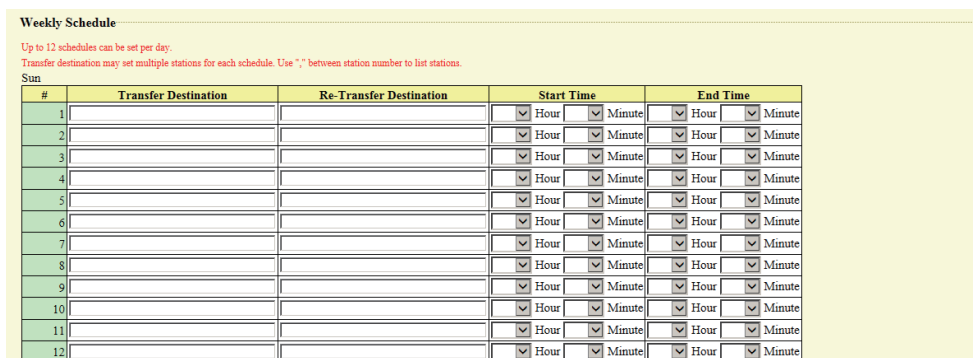 Weekly Schedule
Up to 12 schedules can be set per day.
Transfer destination may set multiple stations for each schedule. Use "," between station number to list stations.
Sun
# Transfer Destination Re-Transfer Destination Start Time End Time
1 Hour Minute Hour Minute
2 Hour Minute Hour Minute
3 Hour Minute Hour Minute
4 Hour Minute Hour Minute
5 Hour Minute Hour Minute
6 Hour Minute Hour Minute
7 Hour Minute Hour Minute
8 Hour Minute Hour Minute
9 Hour Minute Hour Minute
10 Hour Minute Hour Minute
11 Hour Minute Hour Minute
12 Hour Minute Hour Minute